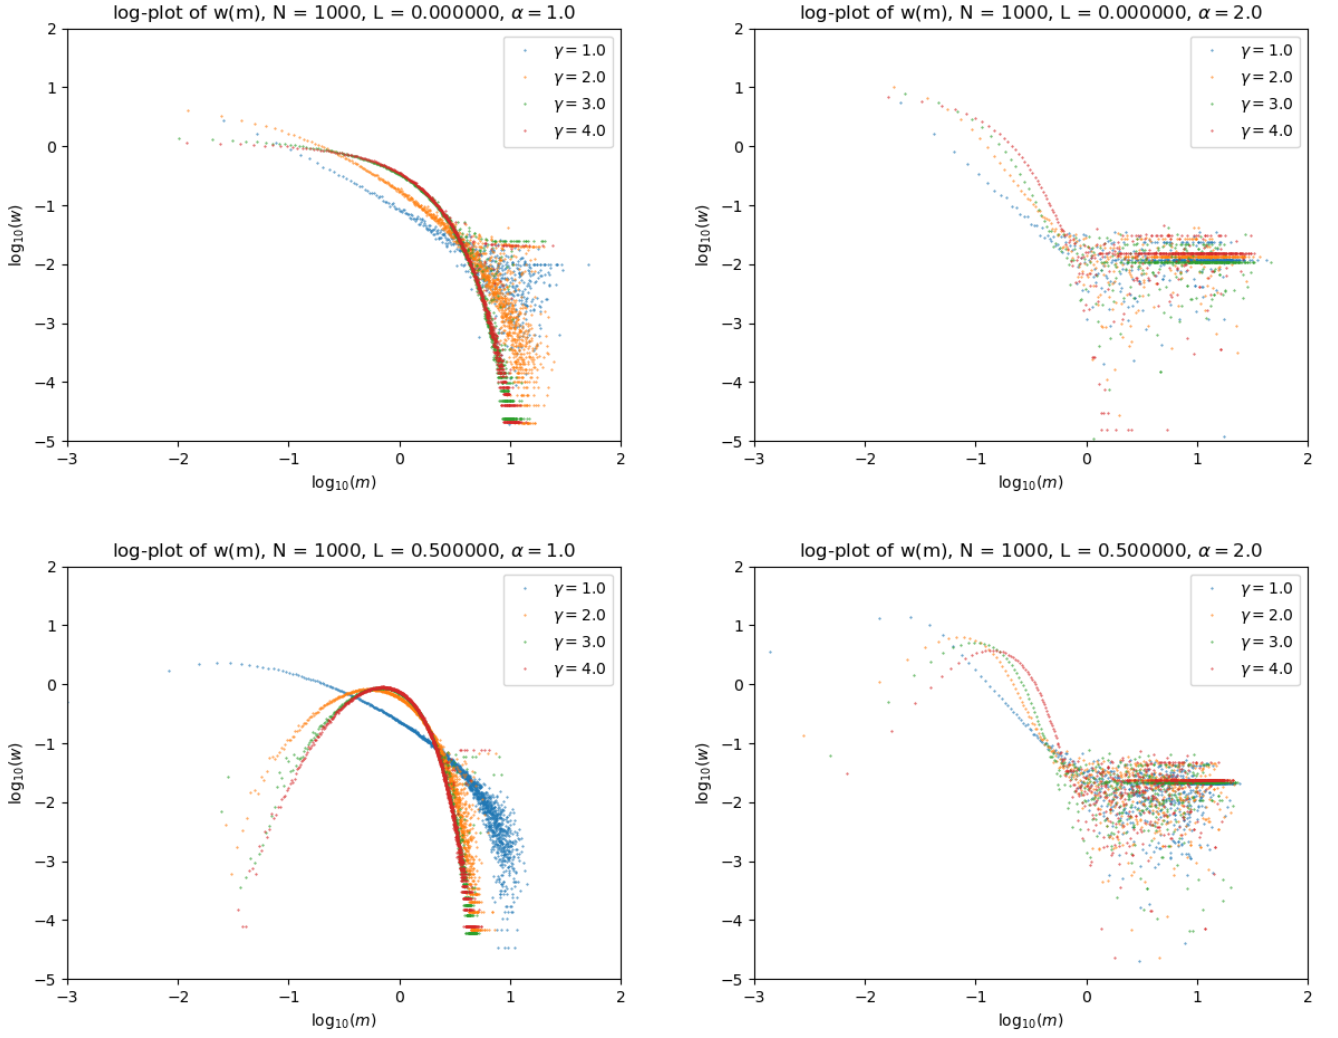 log-plot of w(m), N = 1000, L = 0.000000, α = 1.0
2
1
0
−1
−2
−3
−4
−5
log₁₀(w)
γ = 1.0
γ = 2.0
γ = 3.0
γ = 4.0
−3 −2 −1 0 1 2
log₁₀(m)
log-plot of w(m), N = 1000, L = 0.000000, α = 2.0
2
1
0
−1
−2
−3
−4
−5
log₁₀(w)
γ = 1.0
γ = 2.0
γ = 3.0
γ = 4.0
−3 −2 −1 0 1 2
log₁₀(m)
log-plot of w(m), N = 1000, L = 0.500000, α = 1.0
2
1
0
−1
−2
−3
−4
−5
log₁₀(w)
γ = 1.0
γ = 2.0
γ = 3.0
γ = 4.0
−3 −2 −1 0 1 2
log₁₀(m)
log-plot of w(m), N = 1000, L = 0.500000, α = 2.0
2
1
0
−1
−2
−3
−4
−5
log₁₀(w)
γ = 1.0
γ = 2.0
γ = 3.0
γ = 4.0
−3 −2 −1 0 1 2
log₁₀(m)